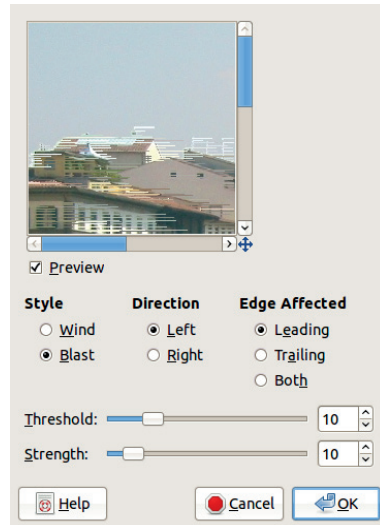 Preview
Style Direction Edge Affected
Wind Left Leading
Blast Right Trailing
Both
Threshold: 10
Strength: 10
Help Cancel OK